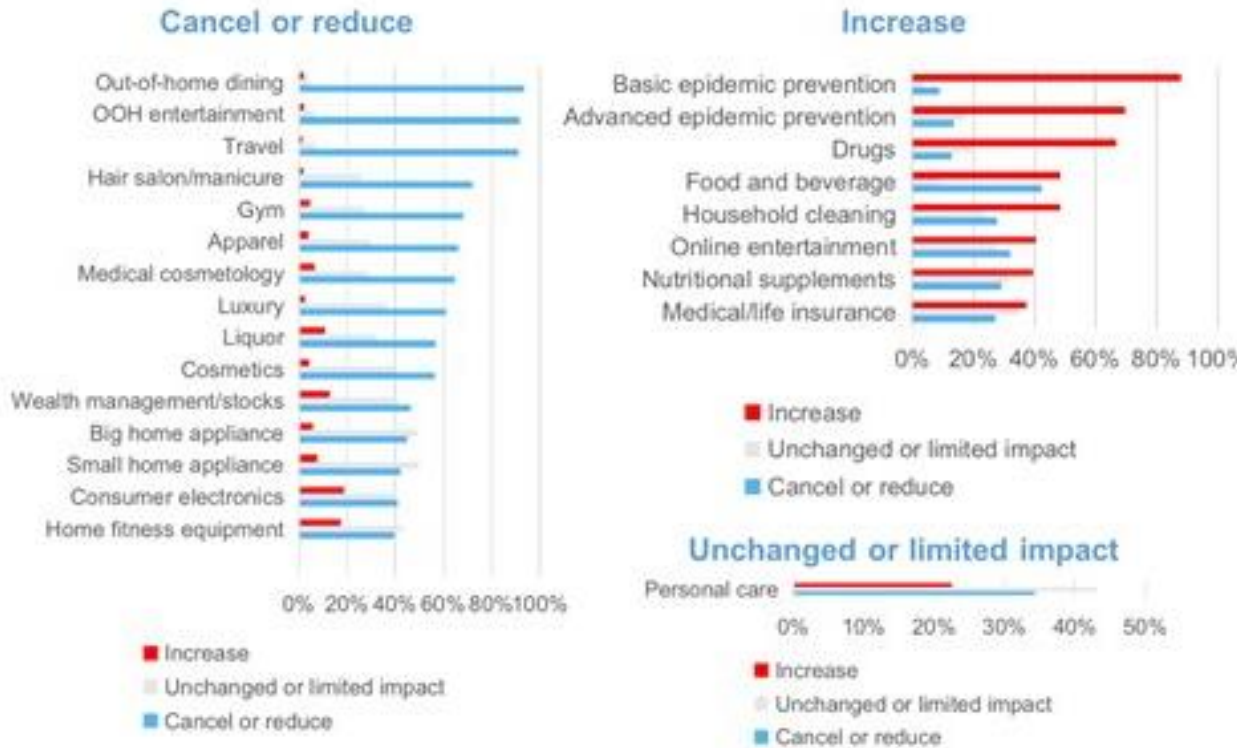 Cancel or reduce
Out-of-home dining
OOH entertainment
Travel
Hair salon/manicure
Gym
Apparel
Medical cosmetology
Luxury
Liquor
Cosmetics
Wealth management/stocks
Big home appliance
Small home appliance
Consumer electronics
Home fitness equipment
0% 20% 40% 60% 80% 100%
Increase
Unchanged or limited impact
Cancel or reduce
Increase
Basic epidemic prevention
Advanced epidemic prevention
Drugs
Food and beverage
Household cleaning
Online entertainment
Nutritional supplements
Medical/life insurance
0% 20% 40% 60% 80% 100%
Increase
Unchanged or limited impact
Cancel or reduce
Unchanged or limited impact
Personal care
0% 10% 20% 30% 40% 50%
Increase
Unchanged or limited impact
Cancel or reduce